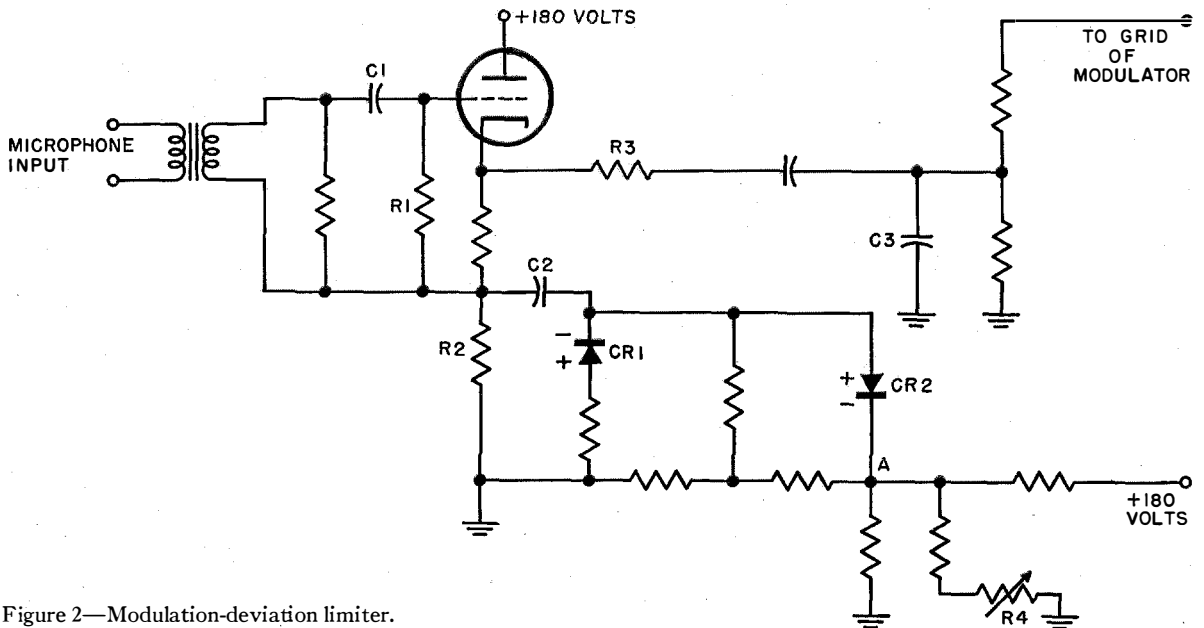 +180 VOLTS
TO GRID
OF
MODULATOR
C1
MICROPHONE
INPUT
R3
R1
C3
C2
R2
CR1
CR2
- +
+ -
A
+180
VOLTS
R4
Figure 2—Modulation-deviation limiter.